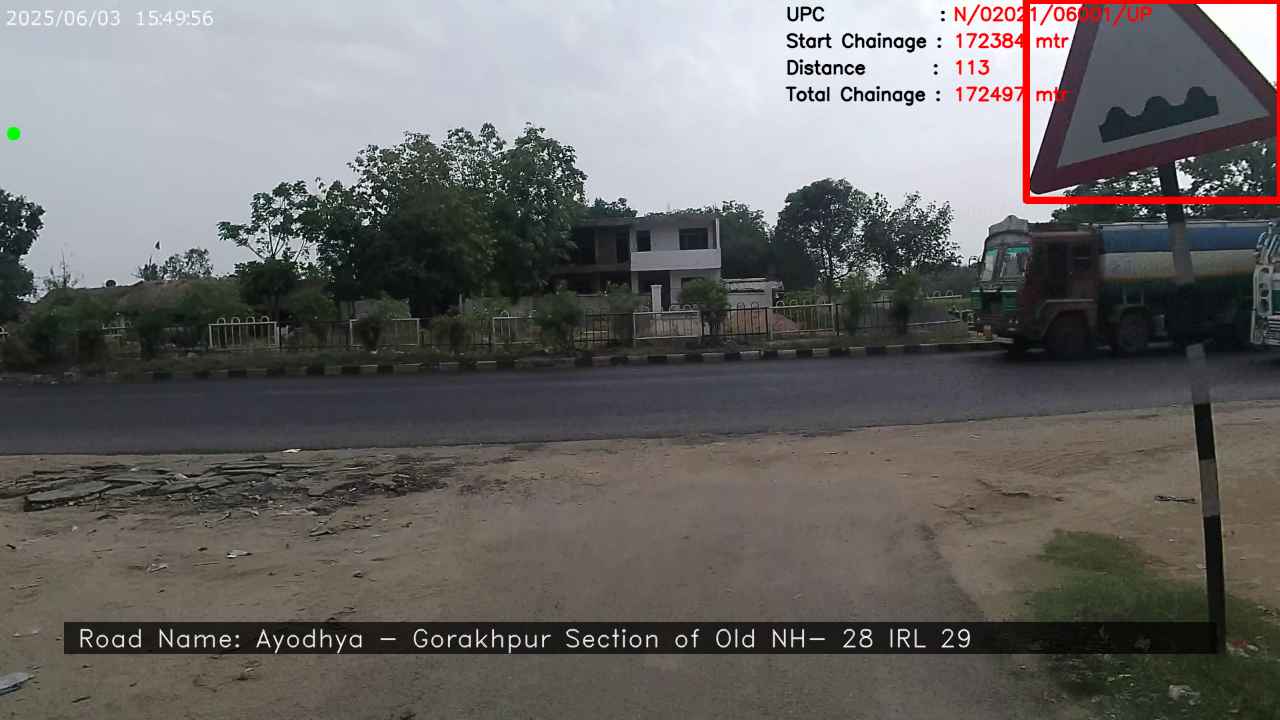 2025/06/03 15:49:56
UPC : N/02021/06001/UP
Start Chainage : 172384 mtr
Distance : 113
Total Chainage : 172497 mtr
Road Name: Ayodhya - Gorakhpur Section of Old NH- 28 IRL 29